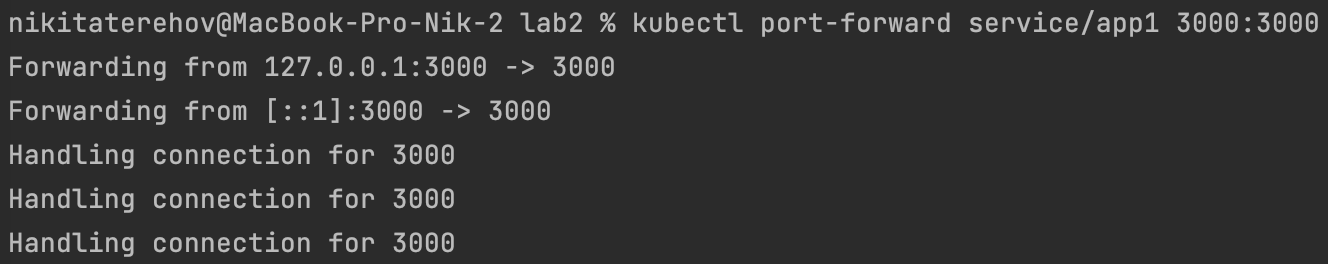 nikitaterehov@MacBook-Pro-Nik-2 lab2 % kubectl port-forward service/app1 3000:3000
Forwarding from 127.0.0.1:3000 -> 3000
Forwarding from [::1]:3000 -> 3000
Handling connection for 3000
Handling connection for 3000
Handling connection for 3000